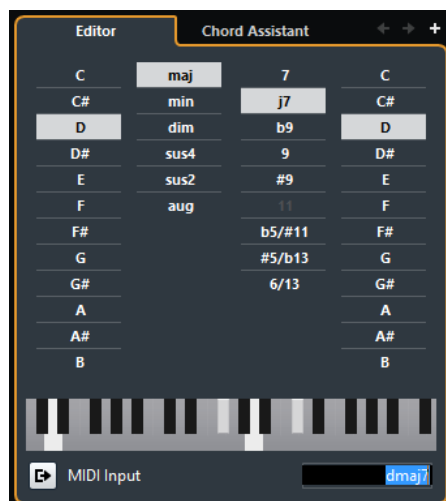 Editor Chord Assistant
C maj 7 C
C# min j7 C#
D dim b9 D
D# sus4 9 D#
E sus2 #9 E
F aug 11 F
F# b5/#11 F#
G #5/b13 G
G# 6/13 G#
A A
A# A#
B B
MIDI Input dmaj7